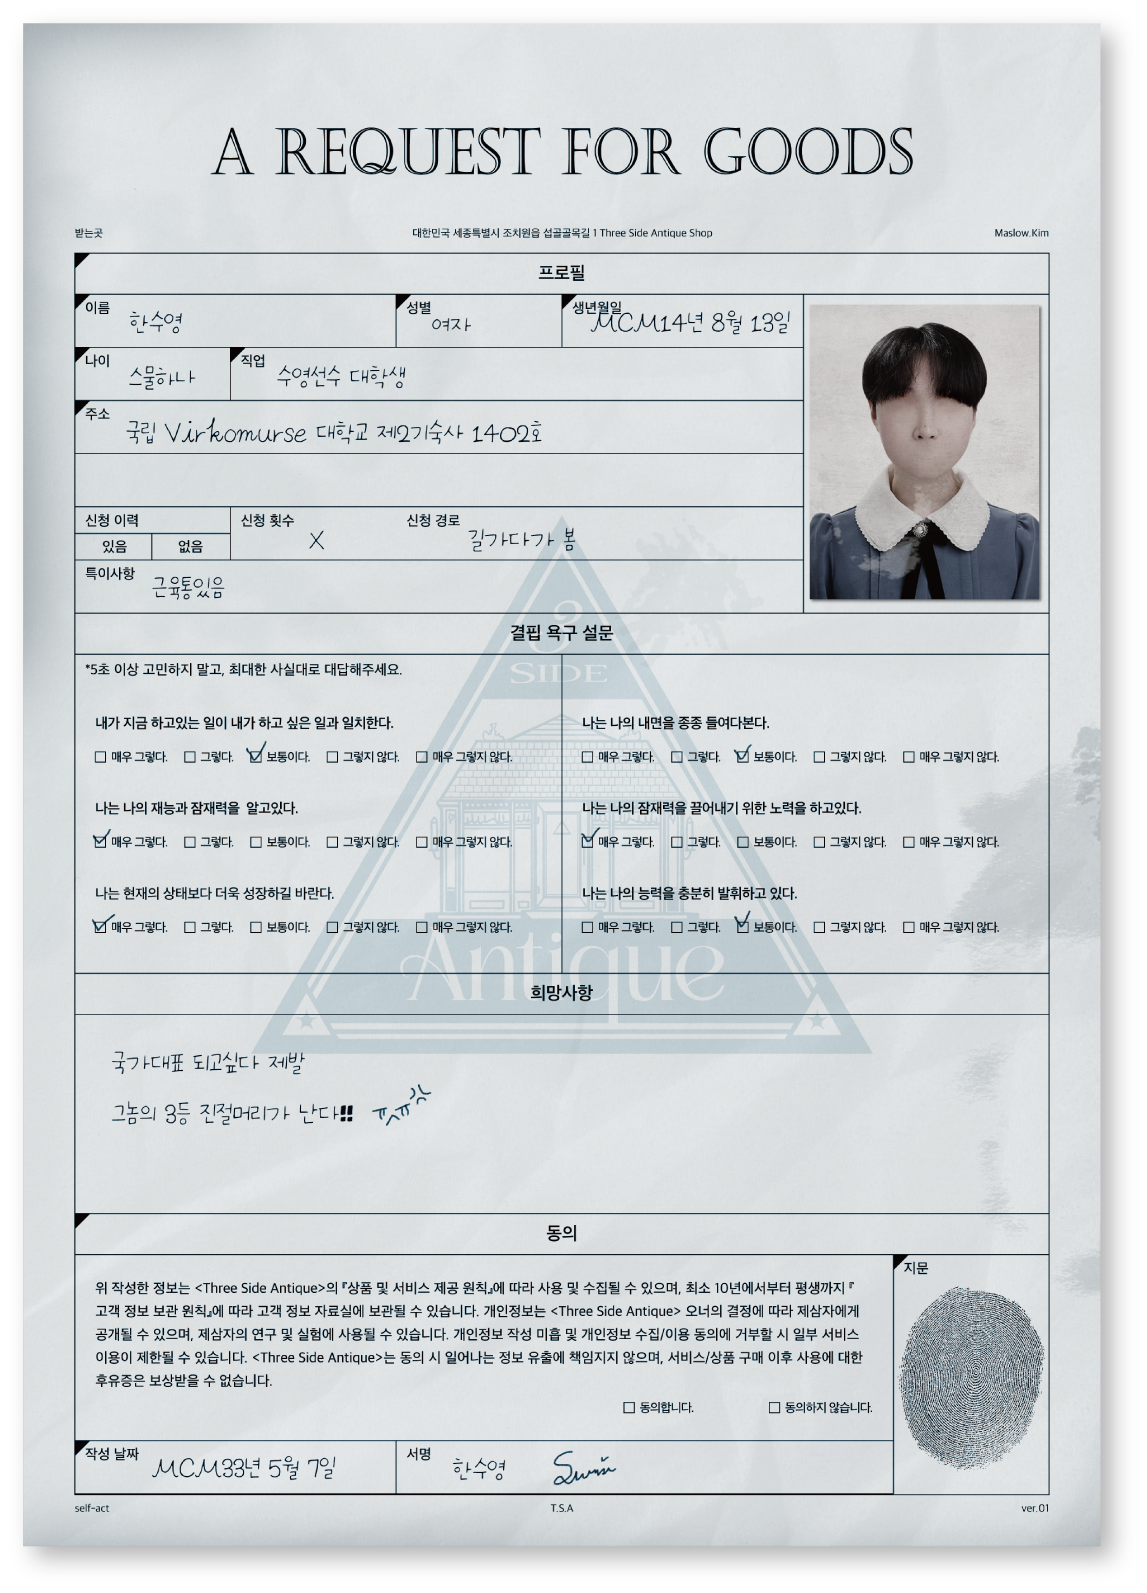 A REQUEST FOR GOODS
받는곳 대한민국 세종특별시 조치원읍 섭골골목길 1 Three Side Antique Shop Maslow.Kim
프로필
이름 한수영 성별 여자 생년월일 MCM14년 8월 13일
나이 스물하나 직업 수영선수 대학생
주소 국립 Virkomurse 대학교 제2기숙사 1402호
신청 이력 신청 횟수 X 신청 경로 길가다가 봄
있음 없음
특이사항 근육통있음
결핍 욕구 설문
3
SIDE
*5초 이상 고민하지 말고, 최대한 사실대로 대답해주세요.
내가 지금 하고있는 일이 내가 하고 싶은 일과 일치한다.
매우 그렇다. 그렇다. 보통이다. 그렇지 않다. 매우 그렇지 않다.
나는 나의 재능과 잠재력을 알고있다.
매우 그렇다. 그렇다. 보통이다. 그렇지 않다. 매우 그렇지 않다.
나는 현재의 상태보다 더욱 성장하길 바란다.
매우 그렇다. 그렇다. 보통이다. 그렇지 않다. 매우 그렇지 않다.
나는 나의 내면을 종종 들여다본다.
매우 그렇다. 그렇다. 보통이다. 그렇지 않다. 매우 그렇지 않다.
나는 나의 잠재력을 끌어내기 위한 노력을 하고있다.
매우 그렇다. 그렇다. 보통이다. 그렇지 않다. 매우 그렇지 않다.
나는 나의 능력을 충분히 발휘하고 있다.
매우 그렇다. 그렇다. 보통이다. 그렇지 않다. 매우 그렇지 않다.
Antique
희망사항
국가대표 되고싶다 제발
그놈의 3등 진절머리가 난다!! ㅠㅅㅠ
동의
위 작성한 정보는 <Three Side Antique>의 『상품 및 서비스 제공 원칙』에 따라 사용 및 수집될 수 있으며, 최소 10년에서부터 평생까지 『
고객 정보 보관 원칙』에 따라 고객 정보 자료실에 보관될 수 있습니다. 개인정보는 <Three Side Antique> 오너의 결정에 따라 제삼자에게
공개될 수 있으며, 제삼자의 연구 및 실험에 사용될 수 있습니다. 개인정보 작성 미흡 및 개인정보 수집/이용 동의에 거부할 시 일부 서비스
이용이 제한될 수 있습니다. <Three Side Antique>는 동의 시 일어나는 정보 유출에 책임지지 않으며, 서비스/상품 구매 이후 사용에 대한
후유증은 보상받을 수 없습니다.
동의합니다. 동의하지 않습니다.
지문
작성 날짜 MCM33년 5월 7일 서명 한수영
self-act T.S.A ver.01